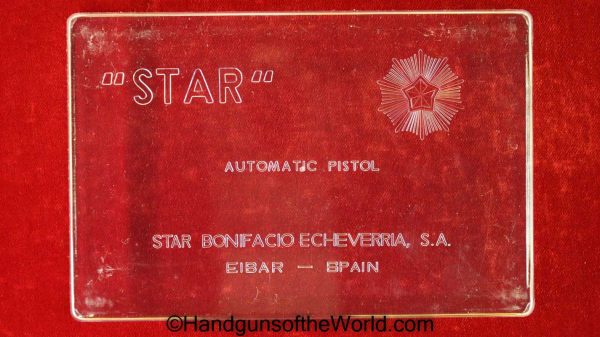 "STAR"
AUTOMATIC PISTOL
STAR BONIFACIO ECHEVERRIA, S.A.
EIBAR — SPAIN
©HandgunsoftheWorld.com